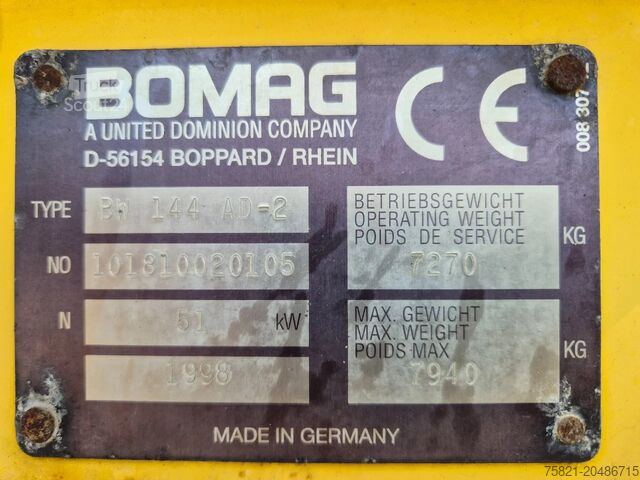 Truck
Scout
BOMAG
A UNITED DOMINION COMPANY
D-56154 BOPPARD / RHEIN
CE
008 307
TYPE BW 144 AD-2
NO 101810020105
N 51 kW
1998
BETRIEBSGEWICHT
OPERATING WEIGHT
POIDS DE SERVICE
7270 KG
MAX. GEWICHT
MAX. WEIGHT
POIDS MAX
7940 KG
MADE IN GERMANY
75821-20486715